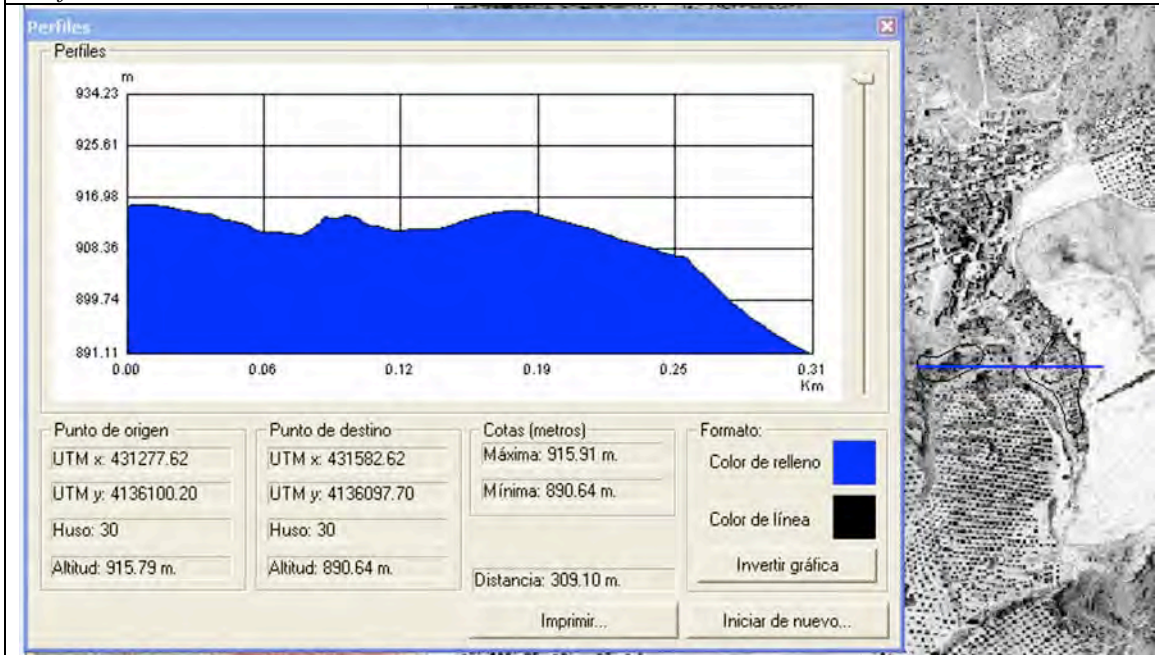 Perfiles
Perfiles
m
934.23
925.61
916.98
908.36
899.74
891.11
0.00 0.06 0.12 0.19 0.25 0.31
Km
Punto de origen
UTM x: 431277.62
UTM y: 4136100.20
Huso: 30
Altitud: 915.79 m.
Punto de destino
UTM x: 431582.62
UTM y: 4136097.70
Huso: 30
Altitud: 890.64 m.
Cotas (metros)
Máxima: 915.91 m.
Mínima: 890.64 m.
Distancia: 309.10 m.
Formato:
Color de relleno
Color de línea
Invertir gráfica
Imprimir...
Iniciar de nuevo...